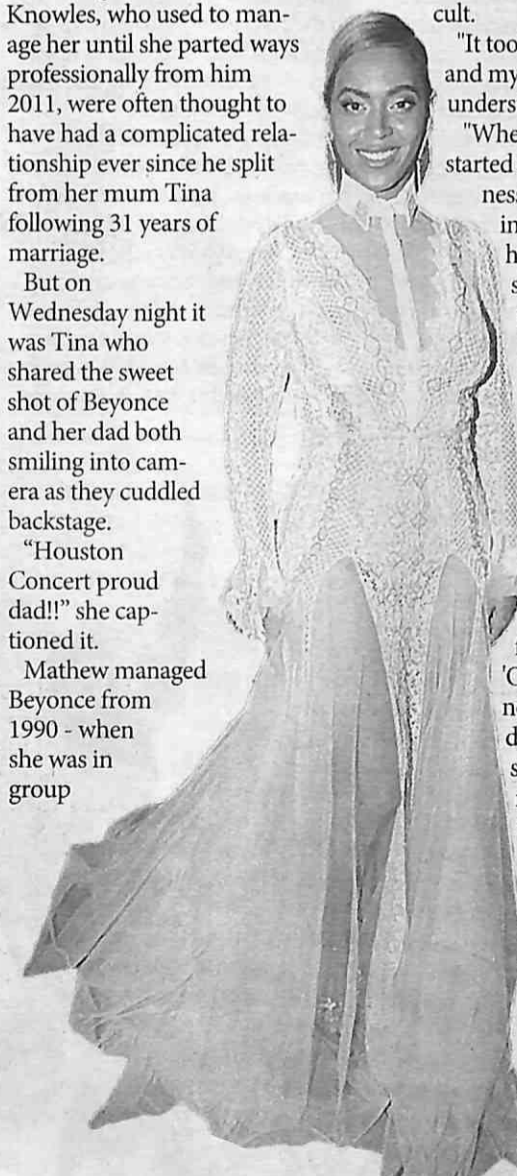 Knowles, who used to man-
age her until she parted ways
professionally from him
2011, were often thought to
have had a complicated rela-
tionship ever since he split
from her mum Tina
following 31 years of
marriage.
But on
Wednesday night it
was Tina who
shared the sweet
shot of Beyonce
and her dad both
smiling into cam-
era as they cuddled
backstage.
“Houston
Concert proud
dad!!” she cap-
tioned it.
Mathew managed
Beyonce from
1990 - when
she was in
group
cult.
"It too
and my
unders
"Whe
started
ness
in
h
s
'C
n
d
s